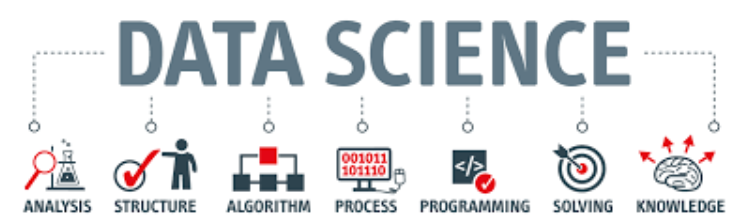 DATA SCIENCE
001011
101110
</>
ANALYSIS STRUCTURE ALGORITHM PROCESS PROGRAMMING SOLVING KNOWLEDGE